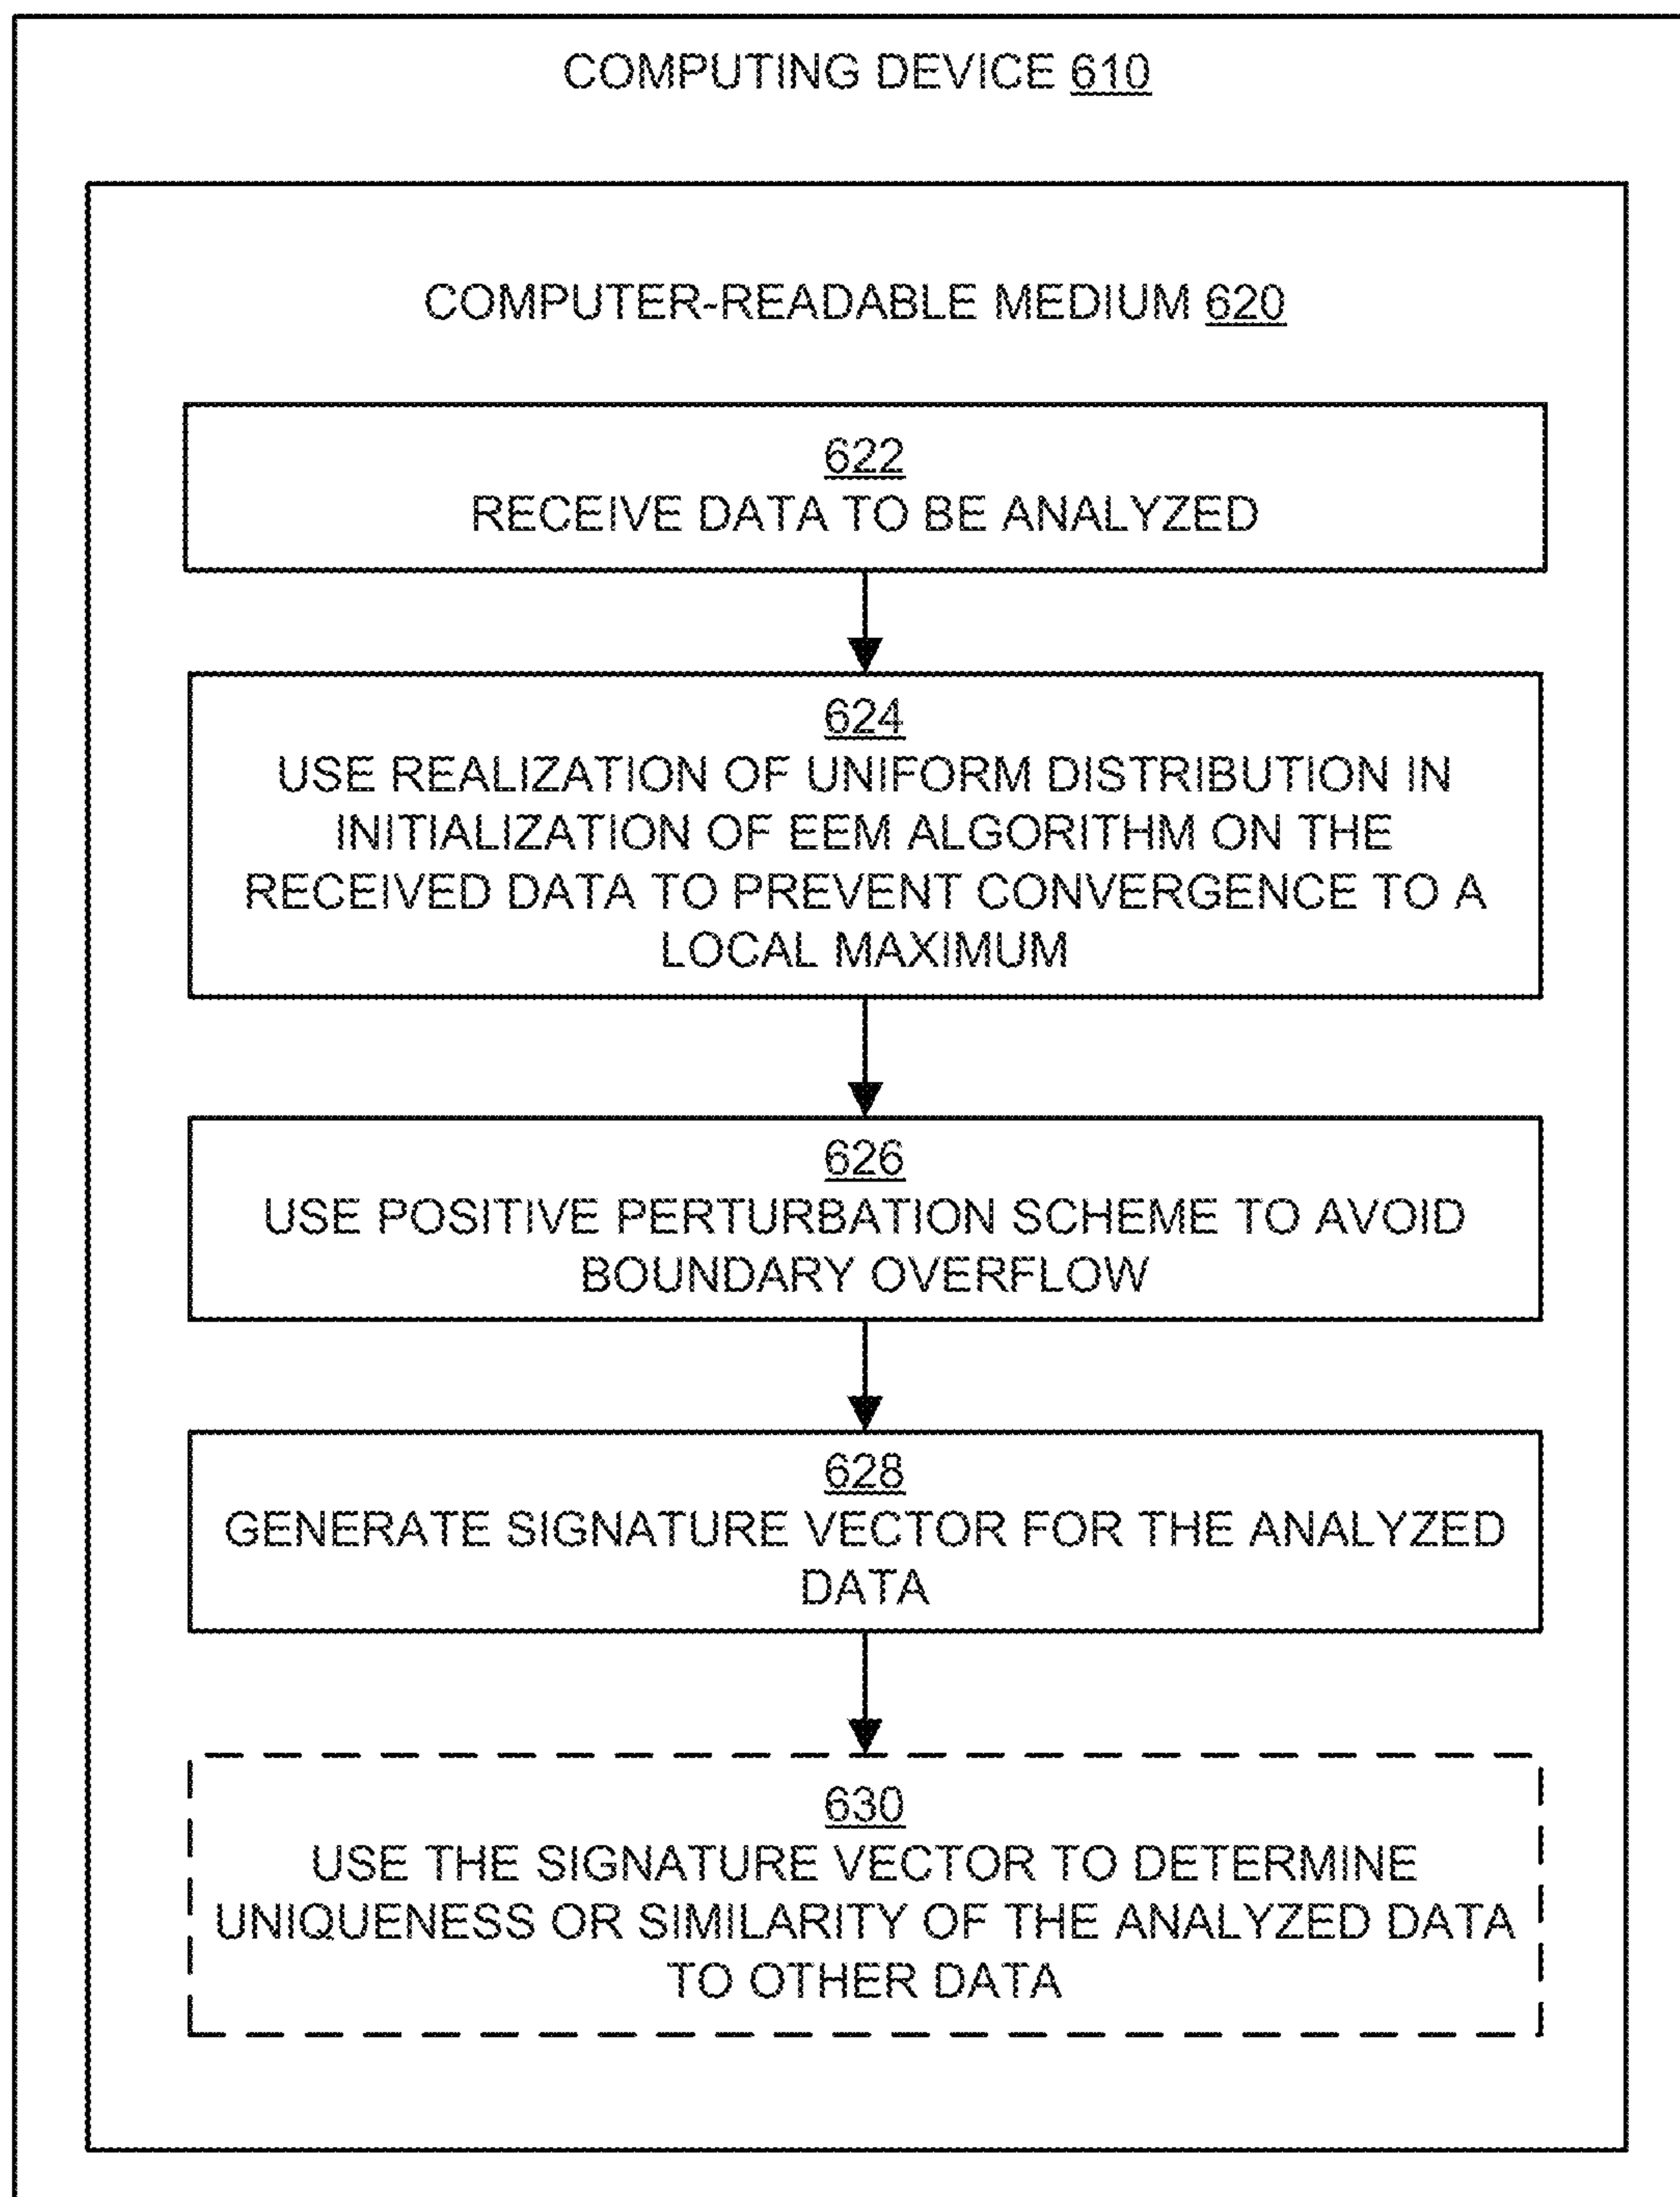 COMPUTING DEVICE 610
COMPUTER-READABLE MEDIUM 620
622
RECEIVE DATA TO BE ANALYZED
624
USE REALIZATION OF UNIFORM DISTRIBUTION IN
INITIALIZATION OF EEM ALGORITHM ON THE
RECEIVED DATA TO PREVENT CONVERGENCE TO A
LOCAL MAXIMUM
626
USE POSITIVE PERTURBATION SCHEME TO AVOID
BOUNDARY OVERFLOW
628
GENERATE SIGNATURE VECTOR FOR THE ANALYZED
DATA
630
USE THE SIGNATURE VECTOR TO DETERMINE
UNIQUENESS OR SIMILARITY OF THE ANALYZED DATA
TO OTHER DATA